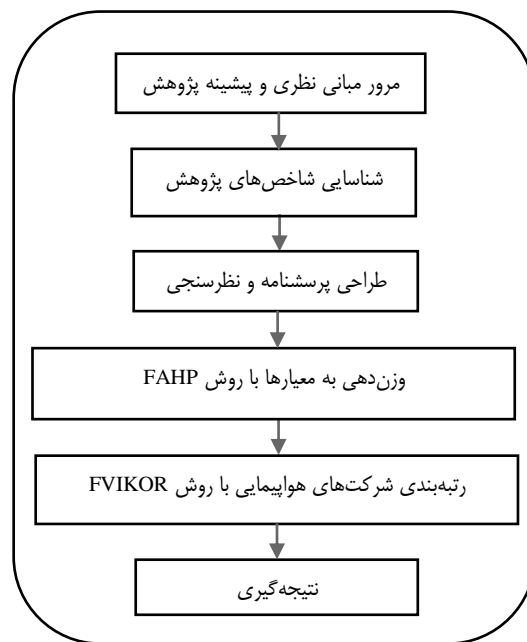 مرور مبانی نظری و پیشینه پژوهش
شناسایی شاخص‌های پژوهش
طراحی پرسشنامه و نظرسنجی
وزن‌دهی به معیارها با روش FAHP
رتبه‌بندی شرکت‌های هواپیمایی با روش FVIKOR
نتیجه‌گیری